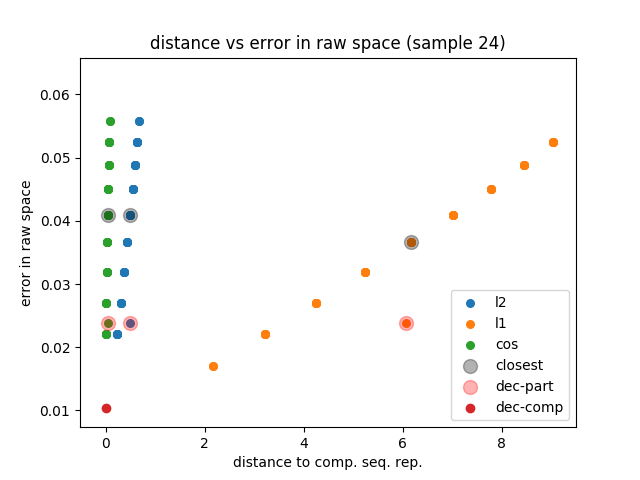 distance vs error in raw space (sample 24)
error in raw space
0.06
0.05
0.04
0.03
0.02
0.01
0
2
4
6
8
distance to comp. seq. rep.
l2
l1
cos
closest
dec-part
dec-comp